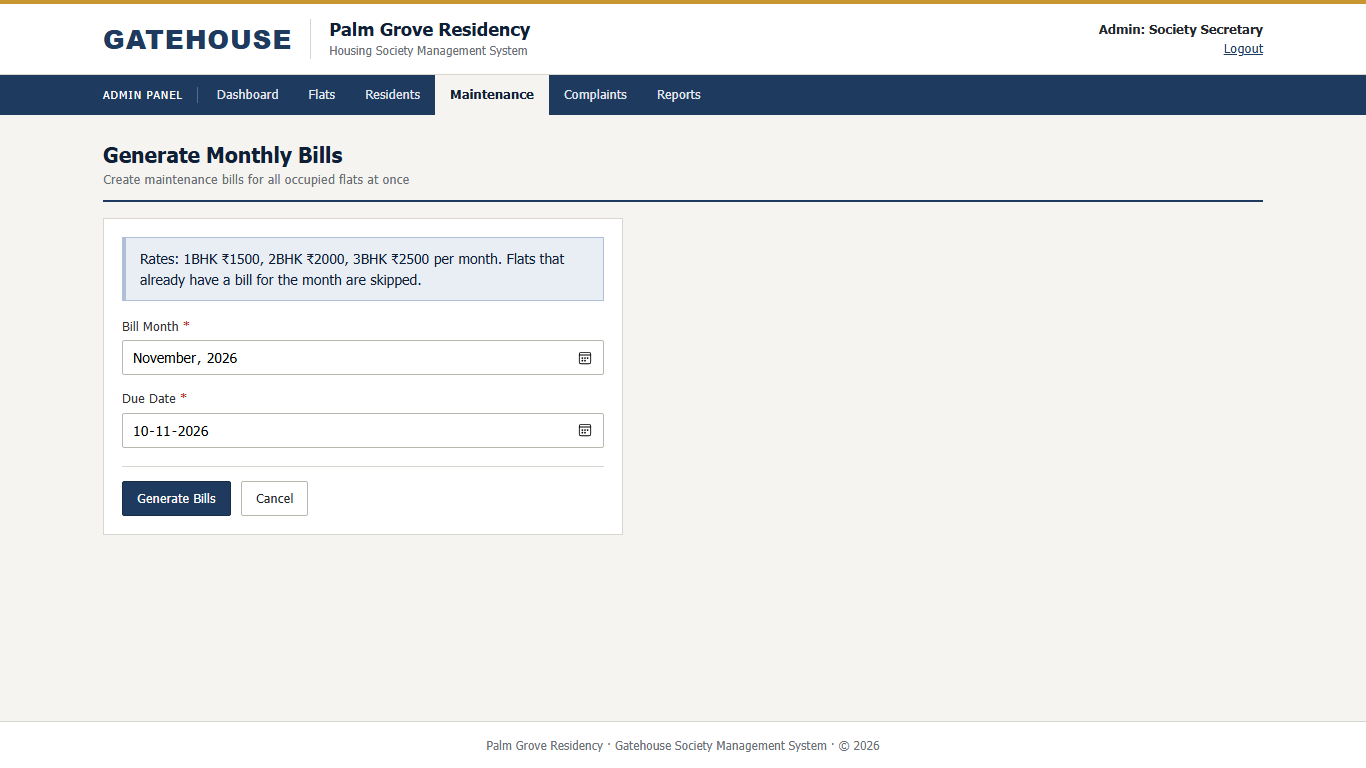 GATEHOUSE
Palm Grove Residency
Housing Society Management System
Admin: Society Secretary
Logout
ADMIN PANEL
Dashboard
Flats
Residents
Maintenance
Complaints
Reports
Generate Monthly Bills
Create maintenance bills for all occupied flats at once
Rates: 1BHK ₹1500, 2BHK ₹2000, 3BHK ₹2500 per month. Flats that
already have a bill for the month are skipped.
Bill Month *
November, 2026
Due Date *
10-11-2026
Generate Bills
Cancel
Palm Grove Residency · Gatehouse Society Management System · © 2026